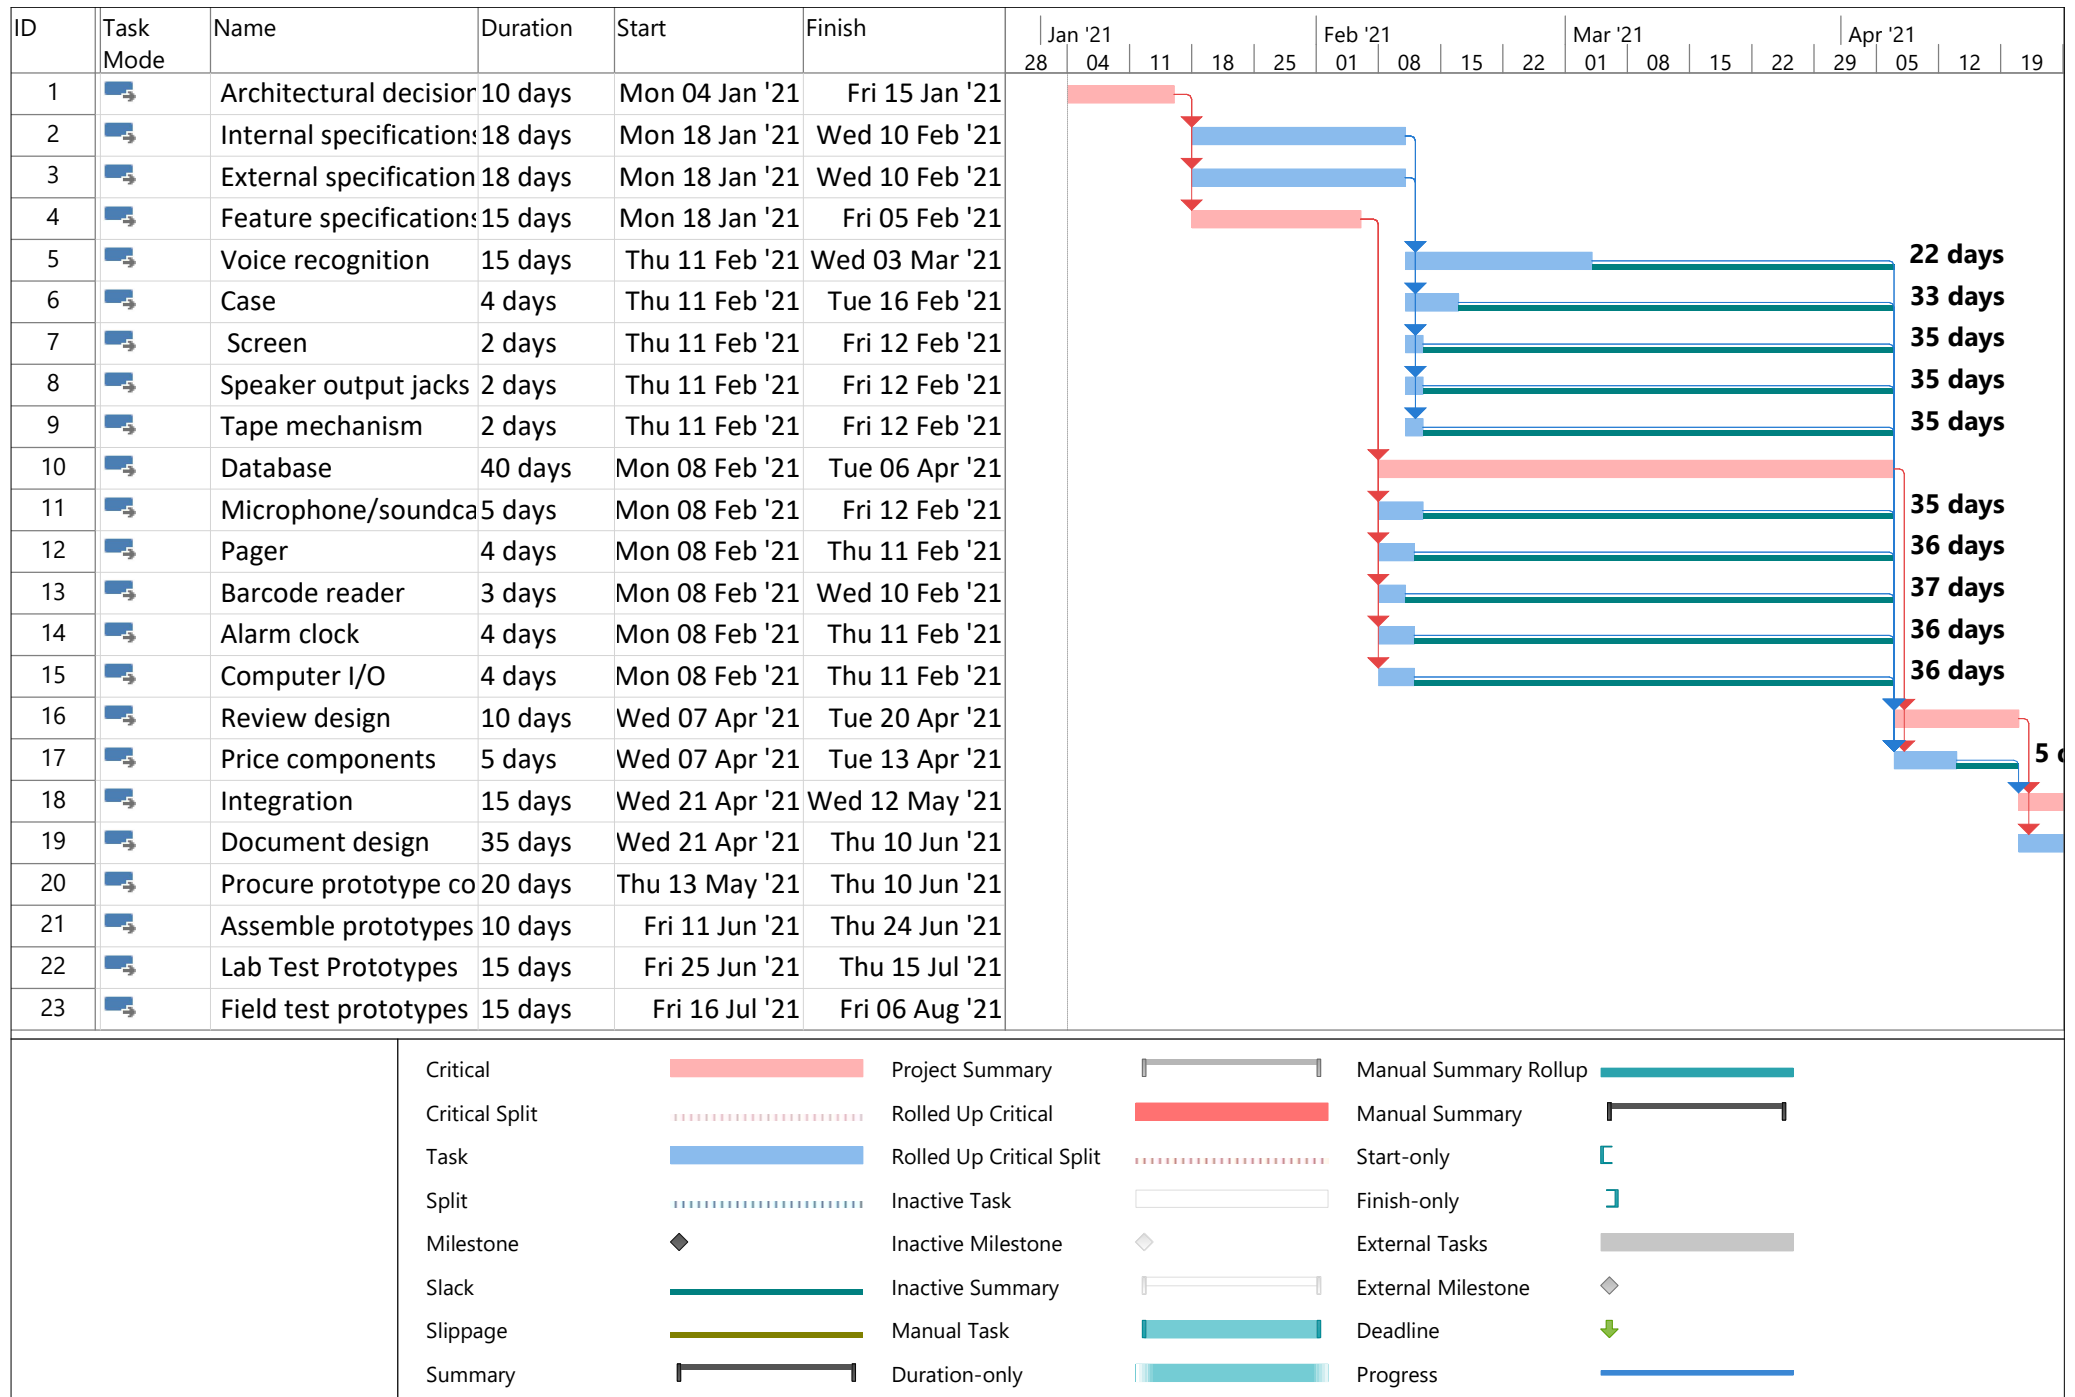 ID Task Mode Name Duration Start Finish
Jan '21 Feb '21 Mar '21 Apr '21
28 04 11 18 25 01 08 15 22 01 08 15 22 29 05 12 19
1 Architectural decision 10 days Mon 04 Jan '21 Fri 15 Jan '21
2 Internal specifications 18 days Mon 18 Jan '21 Wed 10 Feb '21
3 External specification 18 days Mon 18 Jan '21 Wed 10 Feb '21
4 Feature specifications 15 days Mon 18 Jan '21 Fri 05 Feb '21
5 Voice recognition 15 days Thu 11 Feb '21 Wed 03 Mar '21 22 days
6 Case 4 days Thu 11 Feb '21 Tue 16 Feb '21 33 days
7 Screen 2 days Thu 11 Feb '21 Fri 12 Feb '21 35 days
8 Speaker output jacks 2 days Thu 11 Feb '21 Fri 12 Feb '21 35 days
9 Tape mechanism 2 days Thu 11 Feb '21 Fri 12 Feb '21 35 days
10 Database 40 days Mon 08 Feb '21 Tue 06 Apr '21
11 Microphone/soundca 5 days Mon 08 Feb '21 Fri 12 Feb '21 35 days
12 Pager 4 days Mon 08 Feb '21 Thu 11 Feb '21 36 days
13 Barcode reader 3 days Mon 08 Feb '21 Wed 10 Feb '21 37 days
14 Alarm clock 4 days Mon 08 Feb '21 Thu 11 Feb '21 36 days
15 Computer I/O 4 days Mon 08 Feb '21 Thu 11 Feb '21 36 days
16 Review design 10 days Wed 07 Apr '21 Tue 20 Apr '21
17 Price components 5 days Wed 07 Apr '21 Tue 13 Apr '21 5 d
18 Integration 15 days Wed 21 Apr '21 Wed 12 May '21
19 Document design 35 days Wed 21 Apr '21 Thu 10 Jun '21
20 Procure prototype co 20 days Thu 13 May '21 Thu 10 Jun '21
21 Assemble prototypes 10 days Fri 11 Jun '21 Thu 24 Jun '21
22 Lab Test Prototypes 15 days Fri 25 Jun '21 Thu 15 Jul '21
23 Field test prototypes 15 days Fri 16 Jul '21 Fri 06 Aug '21
Critical Project Summary Manual Summary Rollup
Critical Split Rolled Up Critical Manual Summary
Task Rolled Up Critical Split Start-only
Split Inactive Task Finish-only
Milestone Inactive Milestone External Tasks
Slack Inactive Summary External Milestone
Slippage Manual Task Deadline
Summary Duration-only Progress